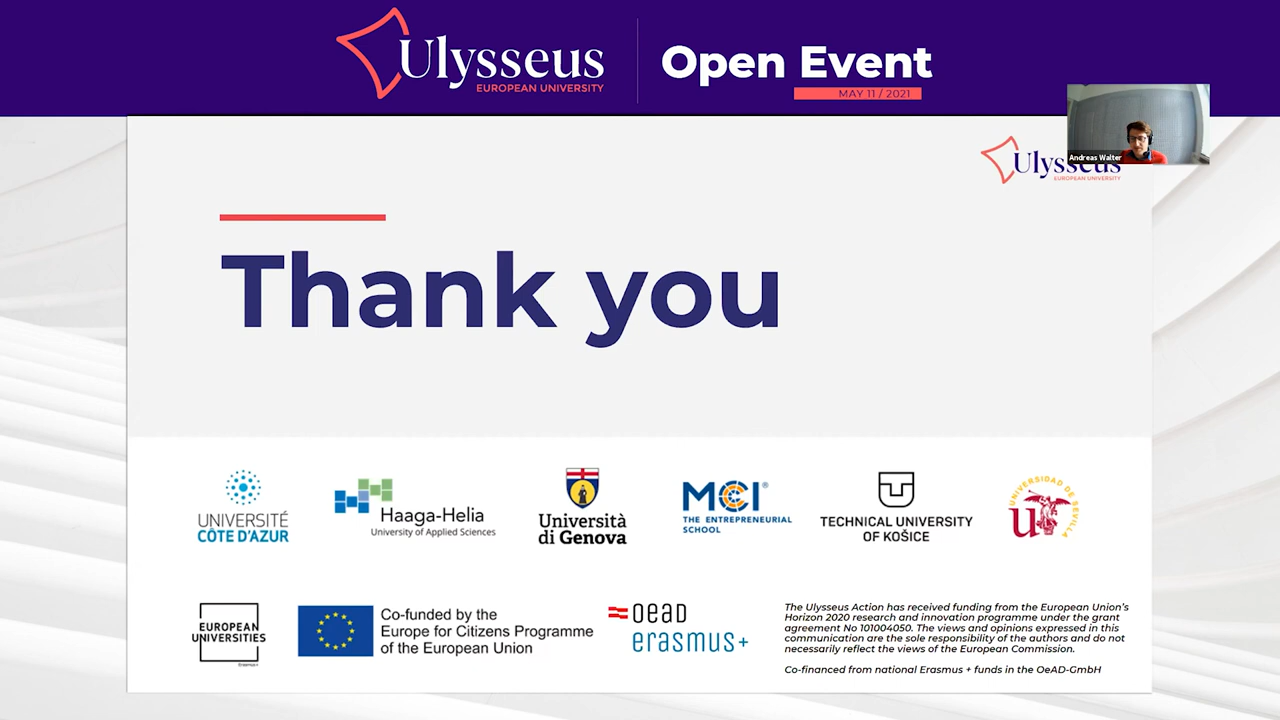 Ulysseus
EUROPEAN UNIVERSITY
Open Event
MAY 11 / 2021
Andreas Walter
Ulysseus
EUROPEAN UNIVERSITY
Thank you
UNIVERSITÉ
CÔTE D'AZUR
Haaga-Helia
University of Applied Sciences
Università
di Genova
MCI®
THE ENTREPRENEURIAL
SCHOOL
TECHNICAL UNIVERSITY
OF KOŠICE
UNIVERSIDAD DE SEVILLA
u
EUROPEAN
UNIVERSITIES
Erasmus+
Co-funded by the
Europe for Citizens Programme
of the European Union
OeAD
erasmus+
The Ulysseus Action has received funding from the European Union's
Horizon 2020 research and innovation programme under the grant
agreement No 101004050. The views and opinions expressed in this
communication are the sole responsibility of the authors and do not
necessarily reflect the views of the European Commission.
Co-financed from national Erasmus + funds in the OeAD-GmbH